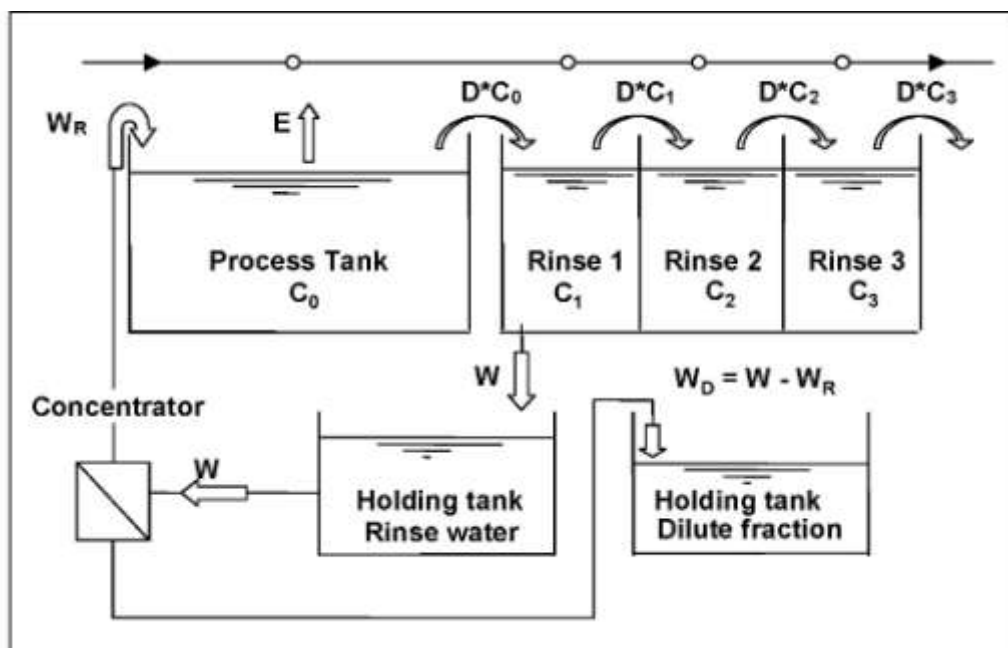 D*C₀
D*C₁
D*C₂
D*C₃
W_R
E
Process Tank
C₀
Rinse 1
C₁
Rinse 2
C₂
Rinse 3
C₃
W
W_D = W - W_R
Concentrator
W
Holding tank
Rinse water
Holding tank
Dilute fraction